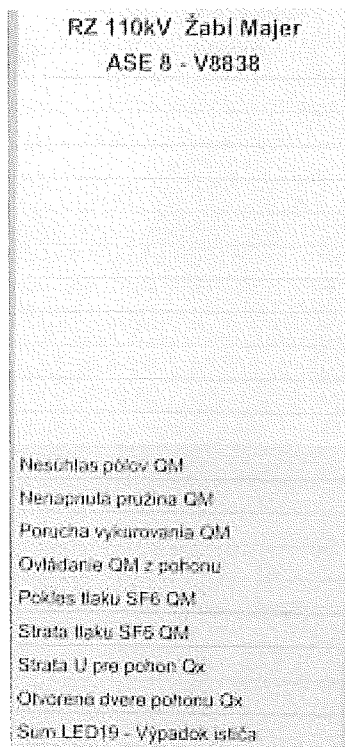 RZ 110kV Žabí Majer
ASE 8 - V8838
Nesúhlas pólov QM
Nenapnutá pružina QM
Porucha vykurovania QM
Ovládanie QM z pohonu
Pokles tlaku SF6 QM
Strata tlaku SF6 QM
Strata U pre pohon Qx
Otvorené dvere pohonu Qx
Sum.LED19 - Výpadok ističa